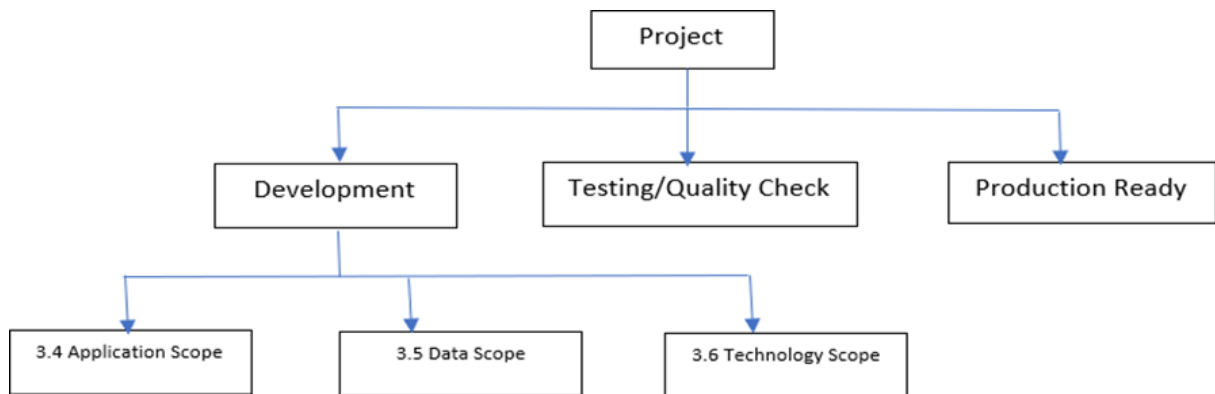 Project
Development
Testing/Quality Check
Production Ready
3.4 Application Scope
3.5 Data Scope
3.6 Technology Scope